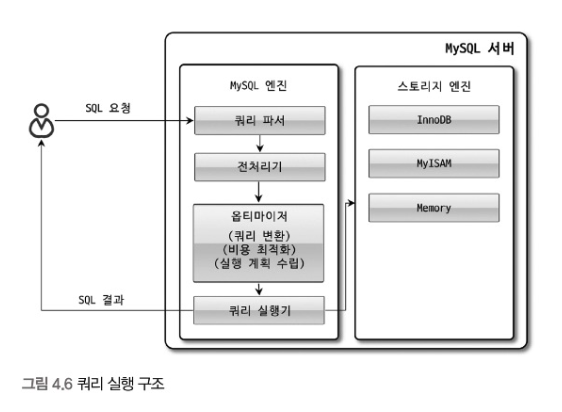 MySQL 서버
MySQL 엔진
스토리지 엔진
SQL 요청
쿼리 파서
InnoDB
전처리기
MyISAM
옵티마이저
(쿼리 변환)
(비용 최적화)
(실행 계획 수립)
Memory
SQL 결과
쿼리 실행기
그림 4.6 쿼리 실행 구조